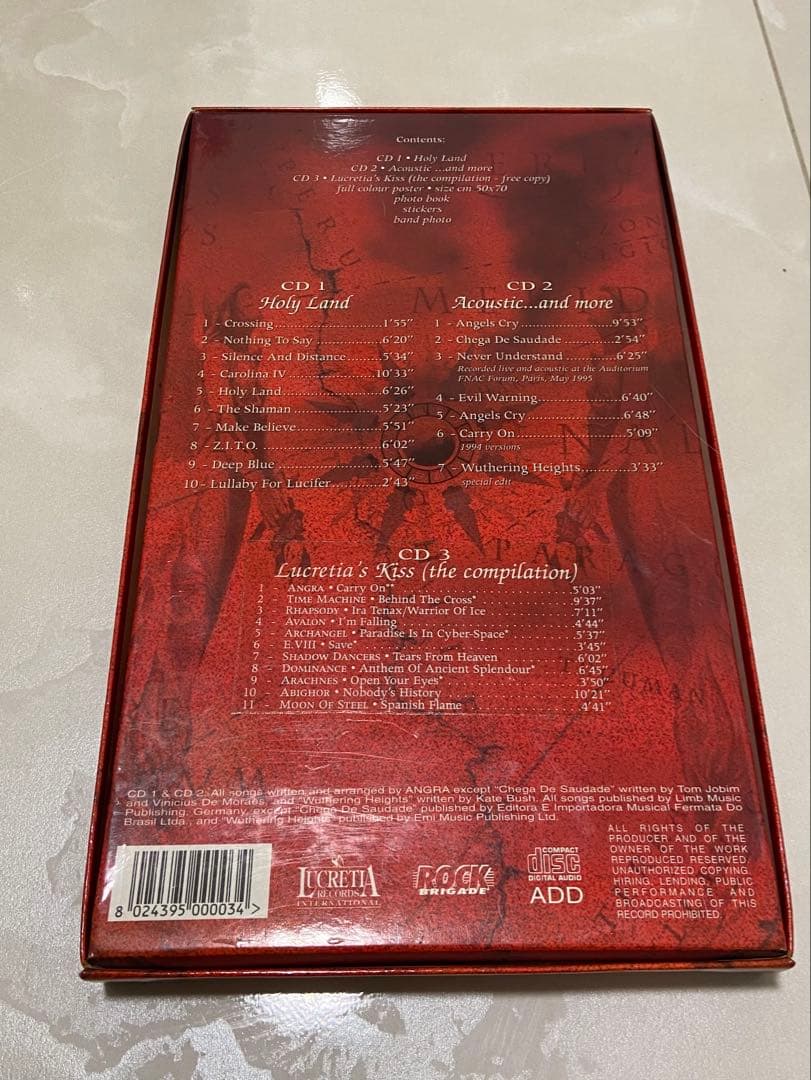 Contents:
CD 1 • Holy Land
CD 2 • Acoustic ...and more
CD 3 • Lucretia's Kiss (the compilation - free copy)
full colour poster • size cm 50x70
photo book
stickers
band photo
CD 1
Holy Land
1 - Crossing..........................1'55"
2 - Nothing To Say.................6'20"
3 - Silence And Distance........5'34"
4 - Carolina IV......................10'33"
5 - Holy Land.........................6'26"
6 - The Shaman......................5'23"
7 - Make Believe.....................5'51"
8 - Z.I.T.O. .............................6'02"
9 - Deep Blue..........................5'47"
10 - Lullaby For Lucifer............2'43"
CD 2
Acoustic...and more
1 - Angels Cry.......................9'53"
2 - Chega De Saudade.............2'54"
3 - Never Understand ............6'25"
Recorded live and acoustic at the Auditorium
FNAC Forum, Paris, May 1995
4 - Evil Warning.....................6'40"
5 - Angels Cry........................6'48"
6 - Carry On...........................5'09"
1994 versions
7 - Wuthering Heights............3'33"
special edit
CD 3
Lucretia's Kiss (the compilation)
1 - ANGRA • Carry On** . . . . . 5'03"
2 - TIME MACHINE • Behind The Cross* . . . . . 9'37"
3 - RHAPSODY • Ira Tenax/Warrior Of Ice . . . . . 7'11"
4 - AVALON • I'm Falling . . . . . 4'44"
5 - ARCHANGEL • Paradise Is In Cyber-Space* . . . . . 5'37"
6 - E.VIII • Save* . . . . . 3'45"
7 - SHADOW DANCERS • Tears From Heaven . . . . . 6'02"
8 - DOMINANCE • Anthem Of Ancient Splendour* . . . . . 6'45"
9 - ARACHNES • Open Your Eyes* . . . . . 3'50"
10 - ABIGHOR • Nobody's History . . . . . 10'21"
11 - MOON OF STEEL • Spanish Flame . . . . . 4'41"
CD 1 & CD 2: All songs written and arranged by ANGRA except "Chega De Saudade" written by Tom Jobim
and Vinicius De Moraes, and "Wuthering Heights" written by Kate Bush. All songs published by Limb Music
Publishing, Germany, except "Chega De Saudade" published by Editora E Importadora Musical Fermata Do
Brasil Ltda., and "Wuthering Heights" published by Emi Music Publishing Ltd.
8 024395 000034 >
LUCRETIA
RECORDS
INTERNATIONAL
ROCK
BRIGADE
COMPACT
disc
DIGITAL AUDIO
ADD
ALL RIGHTS OF THE
PRODUCER AND OF THE
OWNER OF THE WORK
REPRODUCED RESERVED.
UNAUTHORIZED COPYING,
HIRING, LENDING, PUBLIC
PERFORMANCE AND
BROADCASTING OF THIS
RECORD PROHIBITED.